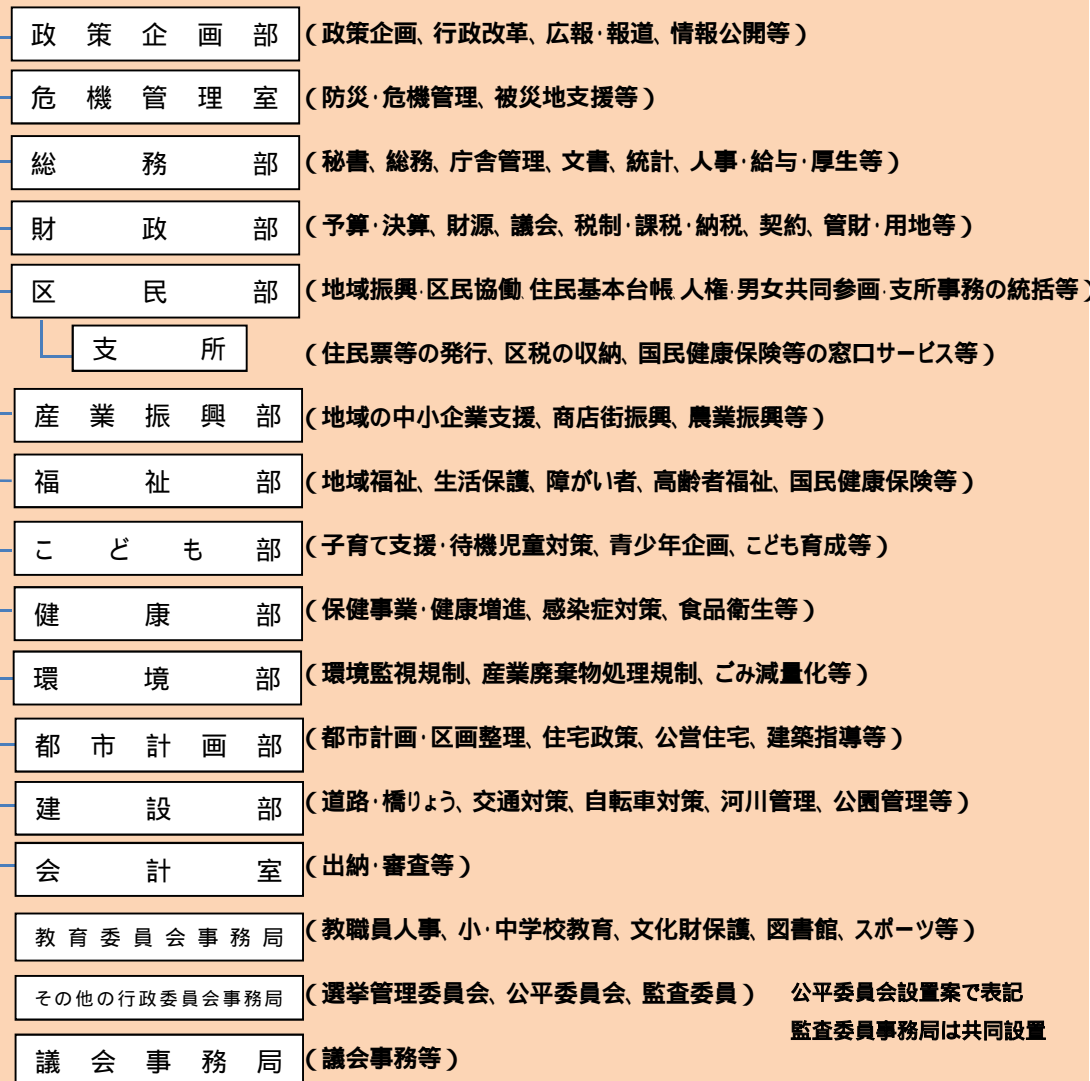 政策企画部 (政策企画、行政改革、広報・報道、情報公開等)
危機管理室 (防災・危機管理、被災地支援等)
総務部 (秘書、総務、庁舎管理、文書、統計、人事・給与・厚生等)
財政部 (予算・決算、財源、議会、税制・課税・納税、契約、管財・用地等)
区民部 (地域振興・区民協働、住民基本台帳、人権・男女共同参画・支所事務の統括等)
支所 (住民票等の発行、区税の収納、国民健康保険等の窓口サービス等)
産業振興部 (地域の中小企業支援、商店街振興、農業振興等)
福祉部 (地域福祉、生活保護、障がい者、高齢者福祉、国民健康保険等)
こども部 (子育て支援・待機児童対策、青少年企画、こども育成等)
健康部 (保健事業・健康増進、感染症対策、食品衛生等)
環境部 (環境監視規制、産業廃棄物処理規制、ごみ減量化等)
都市計画部 (都市計画・区画整理、住宅政策、公営住宅、建築指導等)
建設部 (道路・橋りょう、交通対策、自転車対策、河川管理、公園管理等)
会計室 (出納・審査等)
教育委員会事務局 (教職員人事、小・中学校教育、文化財保護、図書館、スポーツ等)
その他の行政委員会事務局 (選挙管理委員会、公平委員会、監査委員) 公平委員会設置案で表記
監査委員事務局は共同設置
議会事務局 (議会事務等)